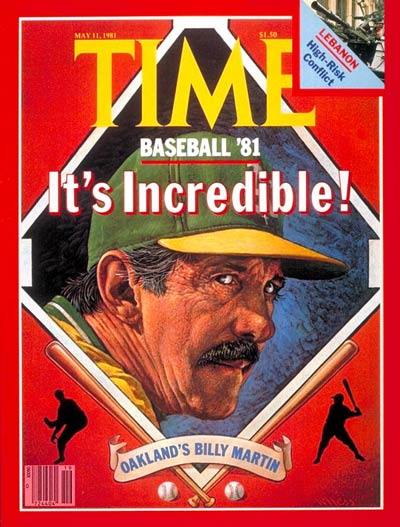 MAY 11, 1981
$1.50
TIME
LEBANON
High-Risk
Conflict
BASEBALL '81
It's Incredible!
OAKLAND'S BILLY MARTIN